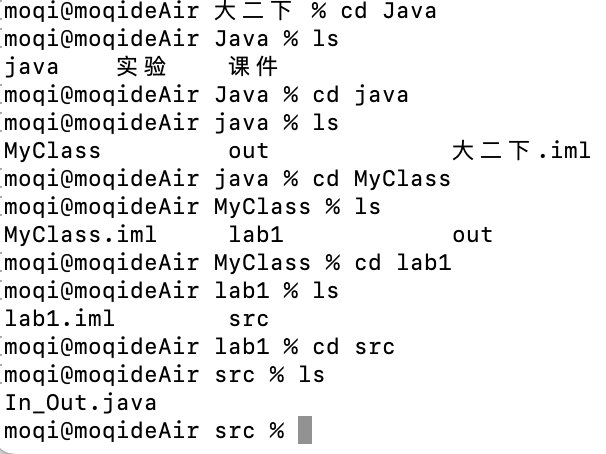 moqi@moqideAir 大二下 % cd Java
moqi@moqideAir Java % ls
java 实验 课件
moqi@moqideAir Java % cd java
moqi@moqideAir java % ls
MyClass out 大二下.iml
moqi@moqideAir java % cd MyClass
moqi@moqideAir MyClass % ls
MyClass.iml lab1 out
moqi@moqideAir MyClass % cd lab1
moqi@moqideAir lab1 % ls
lab1.iml src
moqi@moqideAir lab1 % cd src
moqi@moqideAir src % ls
In_Out.java
moqi@moqideAir src %